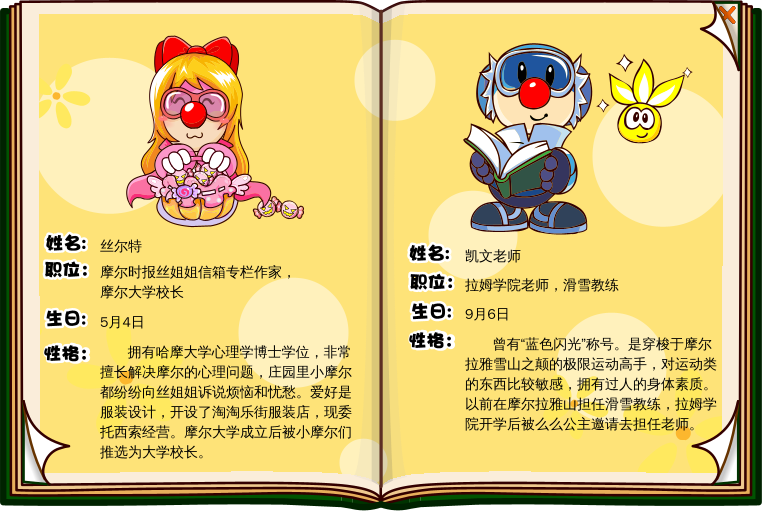 姓名: 丝尔特
职位: 摩尔时报丝姐姐信箱专栏作家，
摩尔大学校长
生日: 5月4日
性格: 拥有哈摩大学心理学博士学位，非常
擅长解决摩尔的心理问题，庄园里小摩尔
都纷纷向丝姐姐诉说烦恼和忧愁。爱好是
服装设计，开设了淘淘乐街服装店，现委
托西索经营。摩尔大学成立后被小摩尔们
推选为大学校长。
姓名: 凯文老师
职位: 拉姆学院老师，滑雪教练
生日: 9月6日
性格: 曾有“蓝色闪光”称号。是穿梭于摩尔
拉雅雪山之颠的极限运动高手，对运动类
的东西比较敏感，拥有过人的身体素质。
以前在摩尔拉雅山担任滑雪教练，拉姆学
院开学后被么么公主邀请去担任老师。